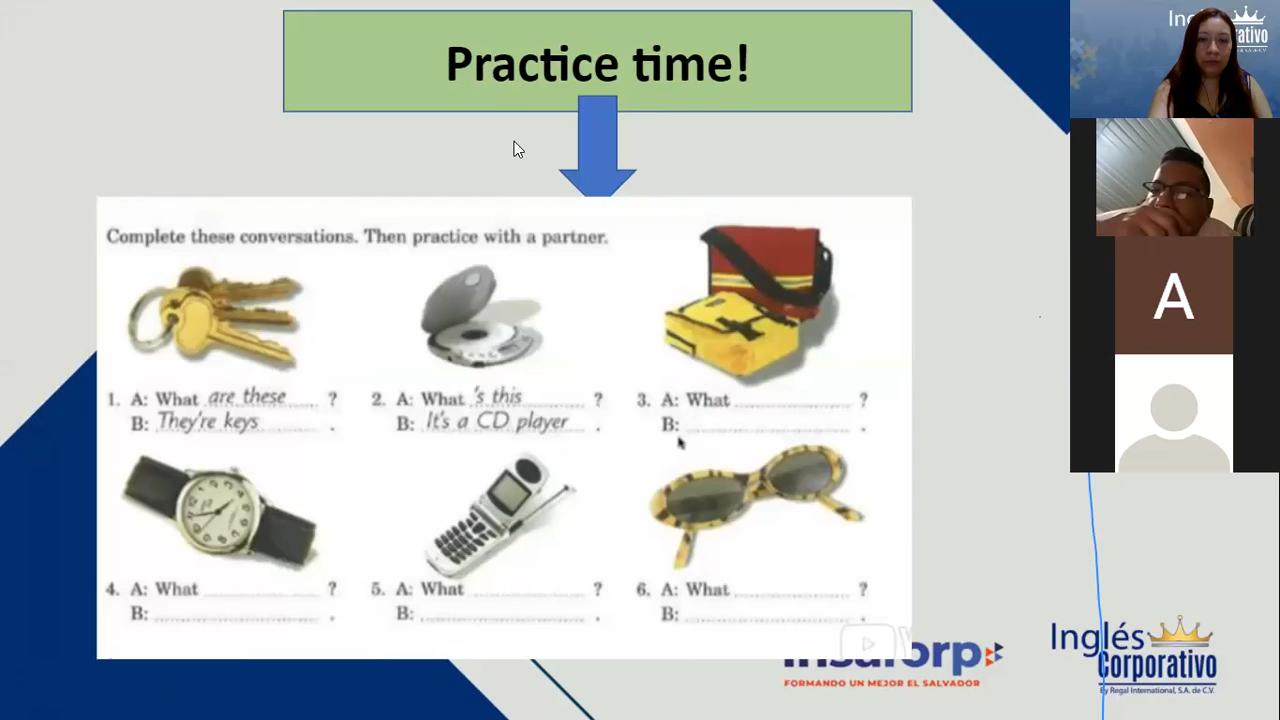 Practice time!
Complete these conversations. Then practice with a partner.
1. A: What are these ?
B: They're keys .
2. A: What 's this ?
B: It's a CD player .
3. A: What ?
B: .
4. A: What ?
B: .
5. A: What ?
B: .
6. A: What ?
B: .
A
FORMANDO UN MEJOR EL SALVADOR
Inglés
Corporativo
By Regal International, S.A. de C.V.